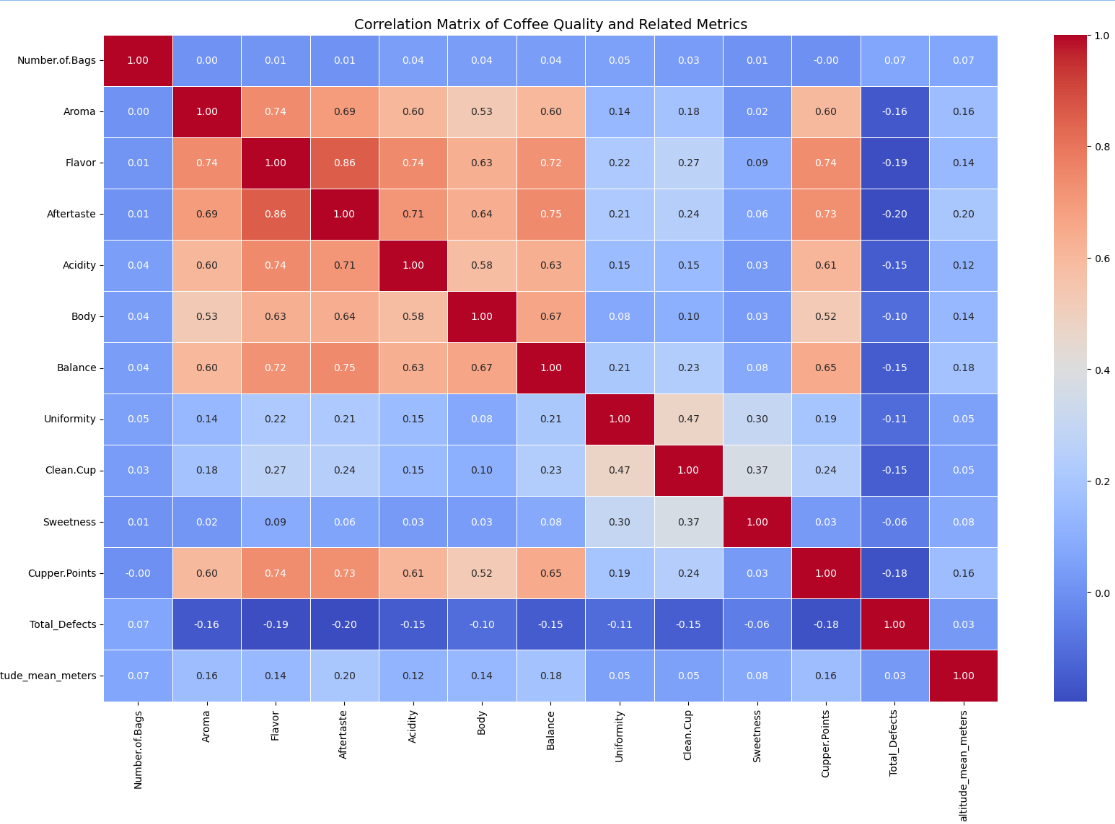 Correlation Matrix of Coffee Quality and Related Metrics
Number.of.Bags 1.00 0.00 0.01 0.01 0.04 0.04 0.04 0.05 0.03 0.01 -0.00 0.07 0.07
Aroma 0.00 1.00 0.74 0.69 0.60 0.53 0.60 0.14 0.18 0.02 0.60 -0.16 0.16
Flavor 0.01 0.74 1.00 0.86 0.74 0.63 0.72 0.22 0.27 0.09 0.74 -0.19 0.14
Aftertaste 0.01 0.69 0.86 1.00 0.71 0.64 0.75 0.21 0.24 0.06 0.73 -0.20 0.20
Acidity 0.04 0.60 0.74 0.71 1.00 0.58 0.63 0.15 0.15 0.03 0.61 -0.15 0.12
Body 0.04 0.53 0.63 0.64 0.58 1.00 0.67 0.08 0.10 0.03 0.52 -0.10 0.14
Balance 0.04 0.60 0.72 0.75 0.63 0.67 1.00 0.21 0.23 0.08 0.65 -0.15 0.18
Uniformity 0.05 0.14 0.22 0.21 0.15 0.08 0.21 1.00 0.47 0.30 0.19 -0.11 0.05
Clean.Cup 0.03 0.18 0.27 0.24 0.15 0.10 0.23 0.47 1.00 0.37 0.24 -0.15 0.05
Sweetness 0.01 0.02 0.09 0.06 0.03 0.03 0.08 0.30 0.37 1.00 0.03 -0.06 0.08
Cupper.Points -0.00 0.60 0.74 0.73 0.61 0.52 0.65 0.19 0.24 0.03 1.00 -0.18 0.16
Total_Defects 0.07 -0.16 -0.19 -0.20 -0.15 -0.10 -0.15 -0.11 -0.15 -0.06 -0.18 1.00 0.03
tude_mean_meters 0.07 0.16 0.14 0.20 0.12 0.14 0.18 0.05 0.05 0.08 0.16 0.03 1.00
Number.of.Bags
Aroma
Flavor
Aftertaste
Acidity
Body
Balance
Uniformity
Clean.Cup
Sweetness
Cupper.Points
Total_Defects
altitude_mean_meters
1.0
0.8
0.6
0.4
0.2
0.0